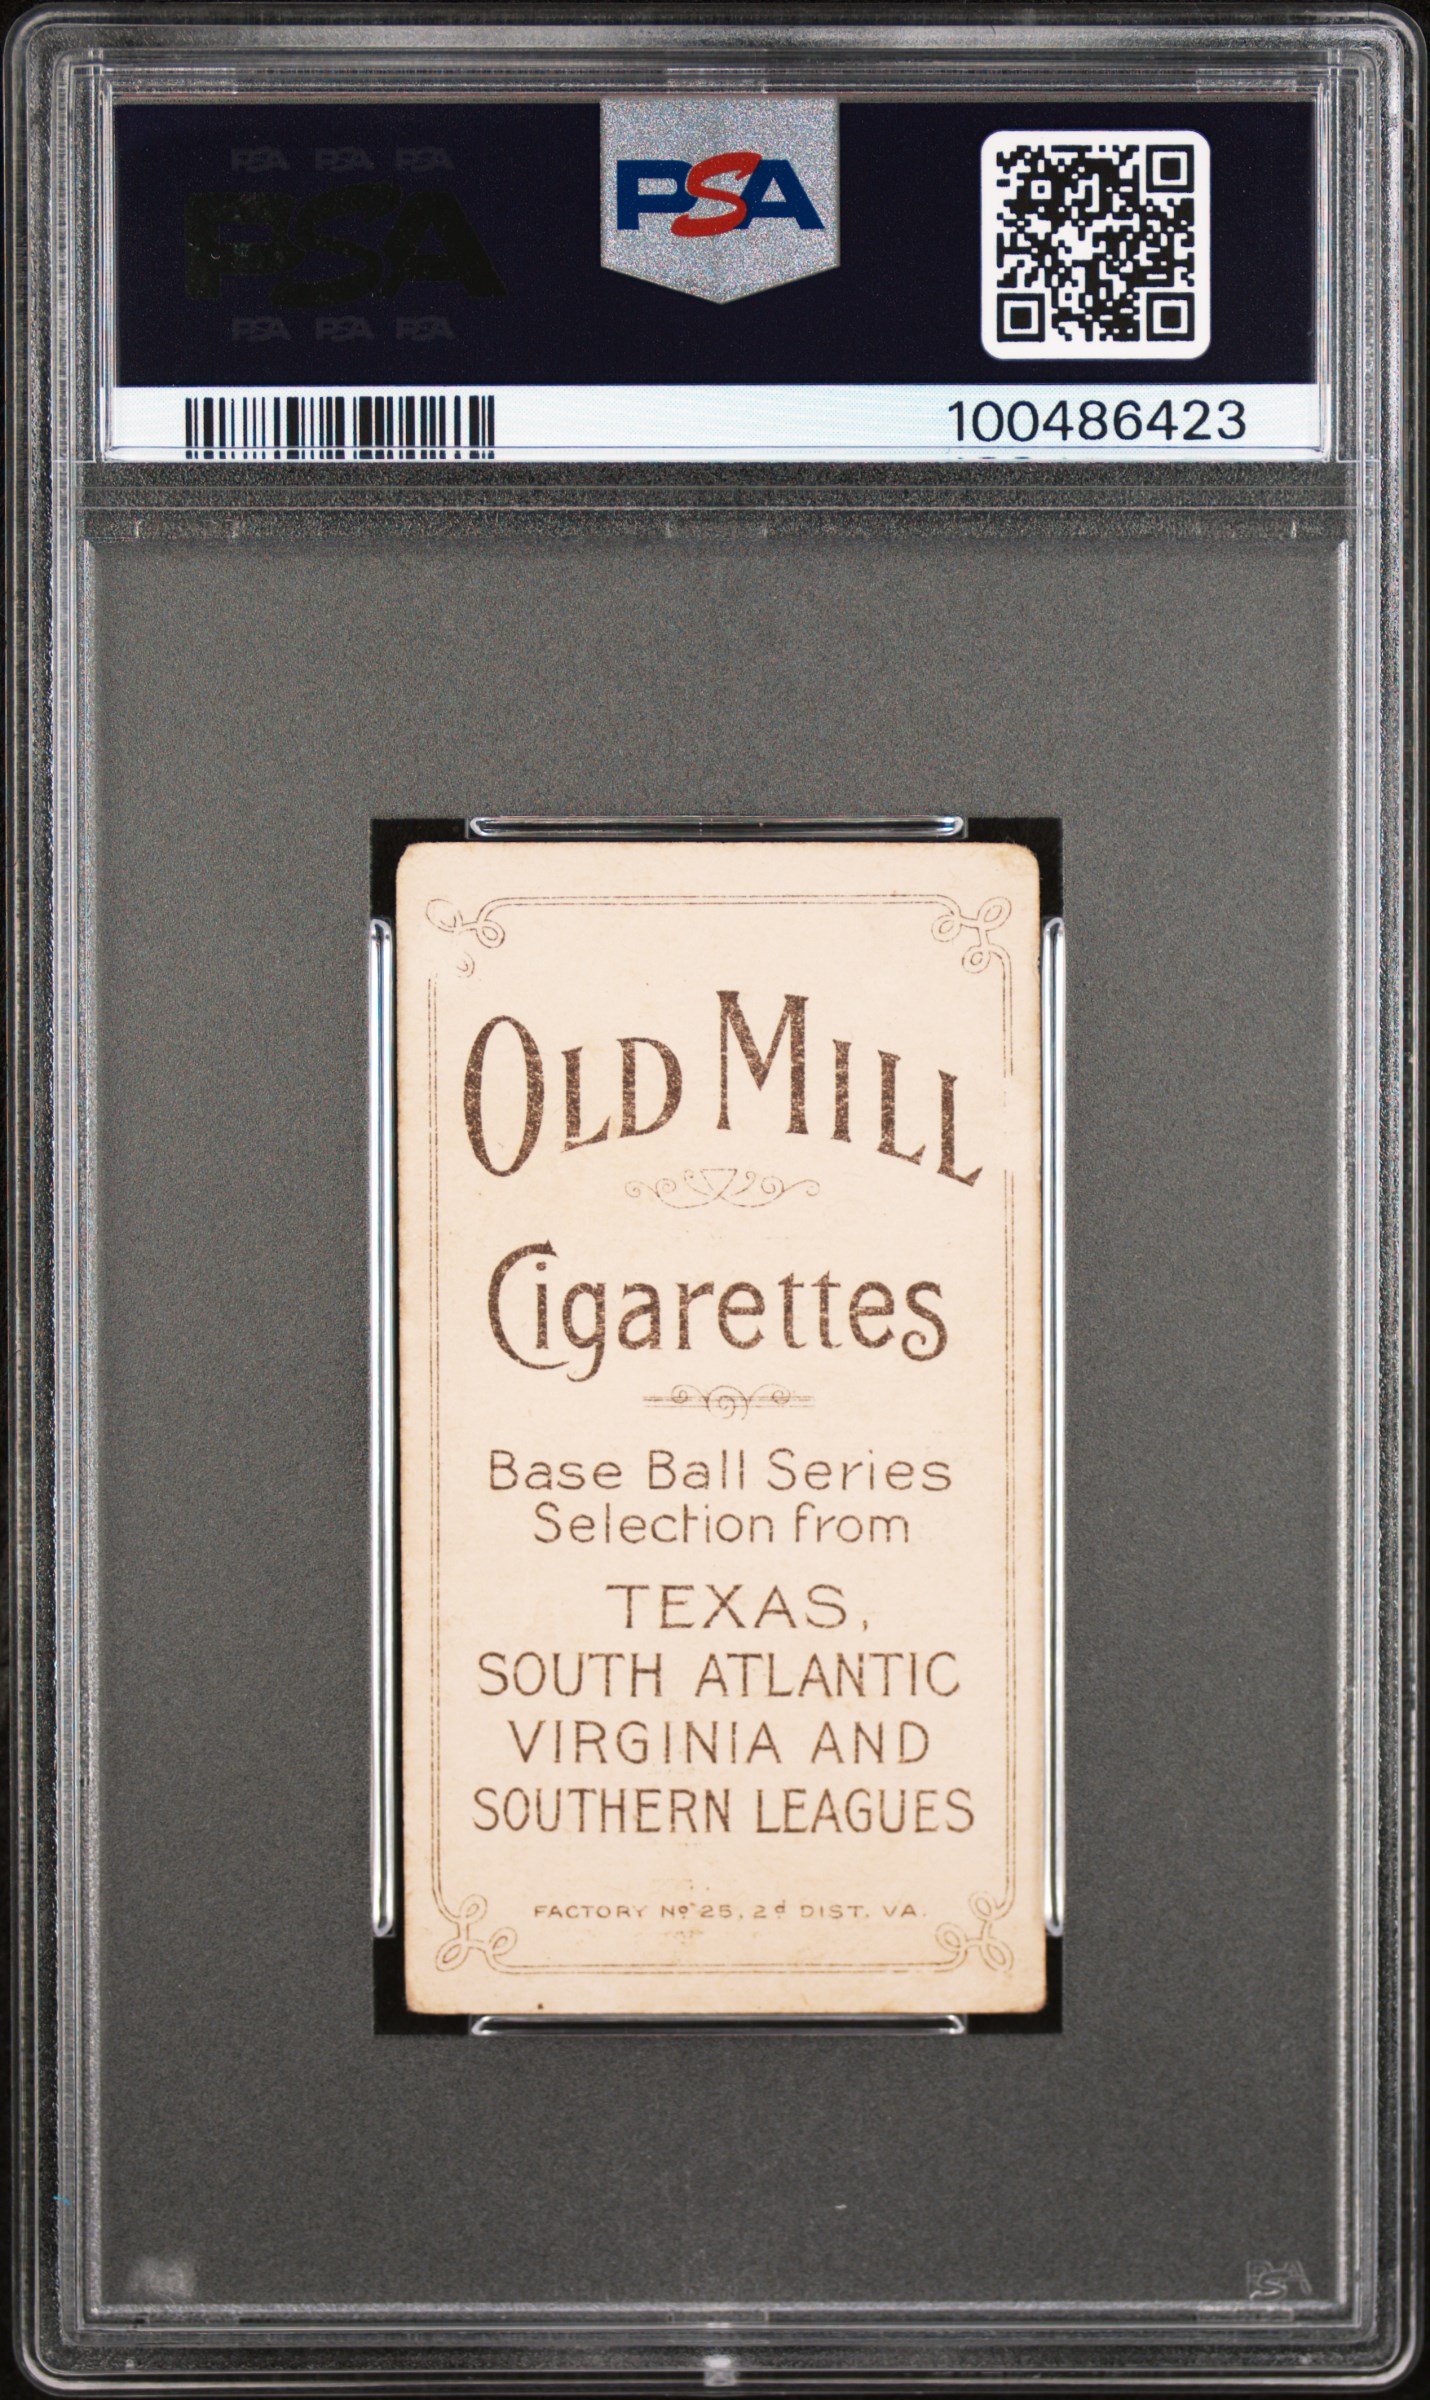 PSA PSA PSA
PSA
PSA PSA PSA
PSA
100486423
OLD MILL
Cigarettes
Base Ball Series
Selection from
TEXAS,
SOUTH ATLANTIC
VIRGINIA AND
SOUTHERN LEAGUES
FACTORY Nº 25, 2d DIST. VA.
PSA